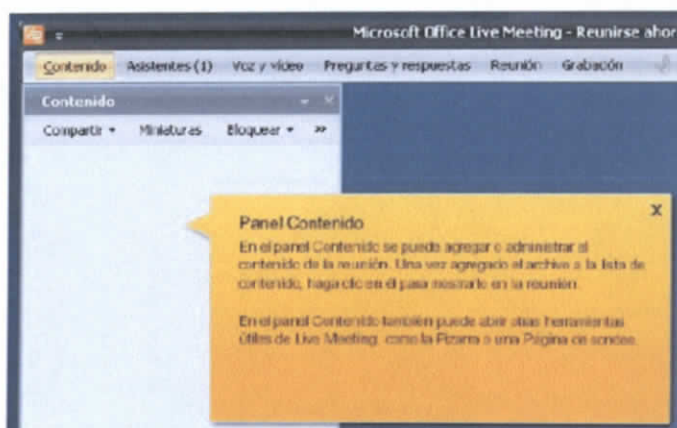 Microsoft Office Live Meeting - Reunirse ahor
Contenido Asistentes (1) Voz y vídeo Preguntas y respuestas Reunión Grabación
Contenido
Compartir Miniaturas Bloquear »
X
Panel Contenido
En el panel Contenido se puede agregar o administrar el
contenido de la reunión. Una vez agregado el archivo a la lista de
contenido, haga clic en él para mostrarlo en la reunión.
En el panel Contenido también puede abrir otras herramientas
útiles de Live Meeting, como la Pizarra o una Página de sondeo.